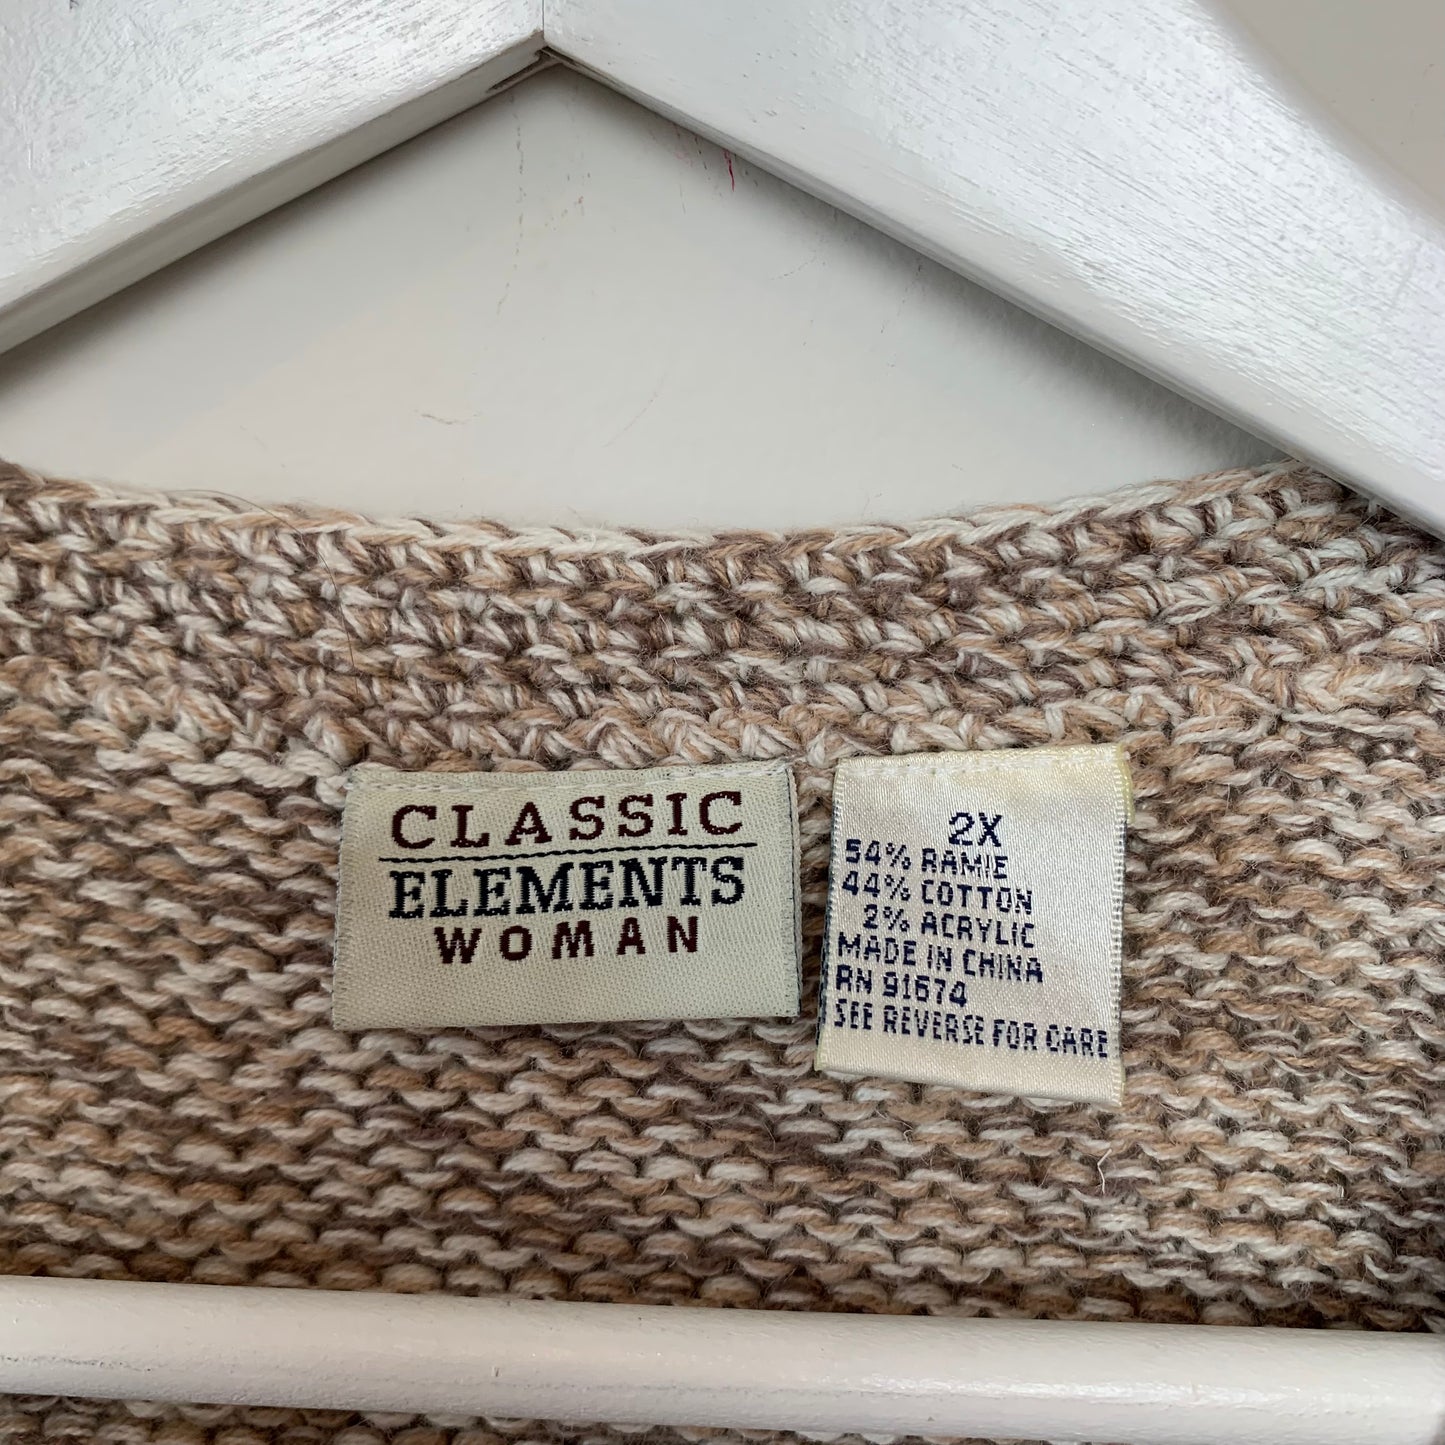 CLASSIC
ELEMENTS
WOMAN
2X
54% RAMIE
44% COTTON
2% ACRYLIC
MADE IN CHINA
RN 91674
SEE REVERSE FOR CARE